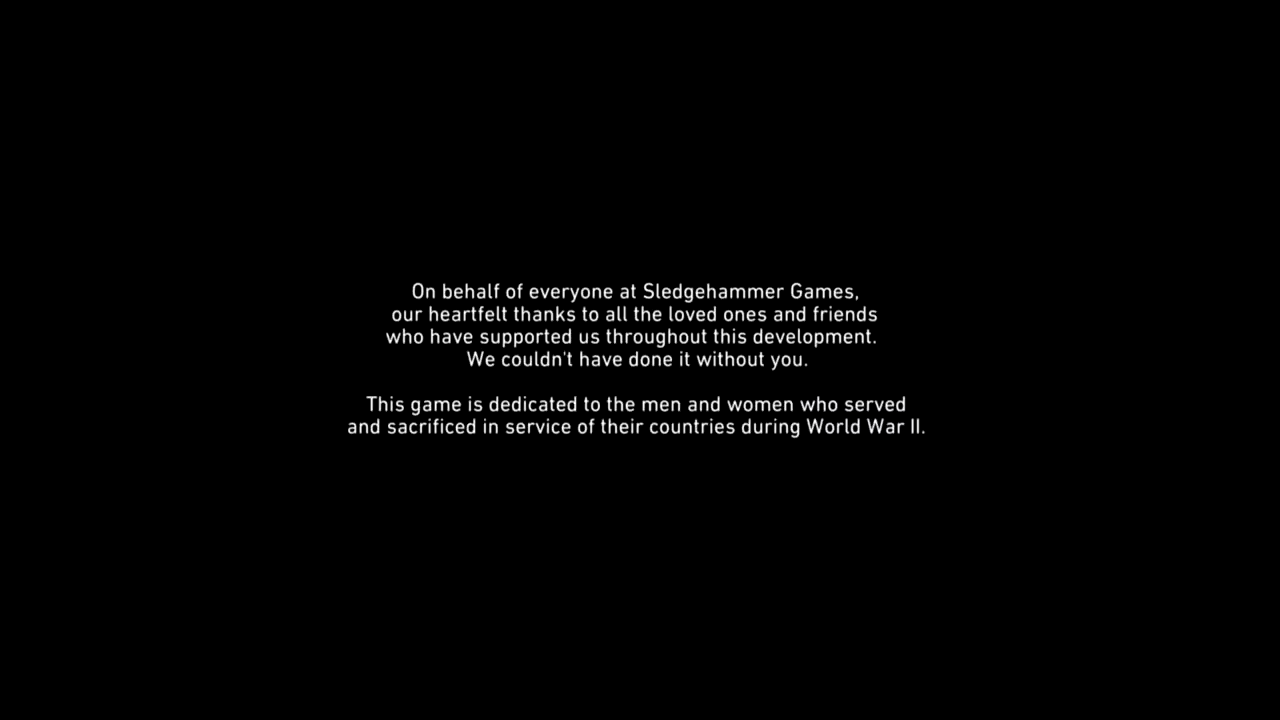 On behalf of everyone at Sledgehammer Games,
our heartfelt thanks to all the loved ones and friends
who have supported us throughout this development.
We couldn't have done it without you.
This game is dedicated to the men and women who served
and sacrificed in service of their countries during World War II.